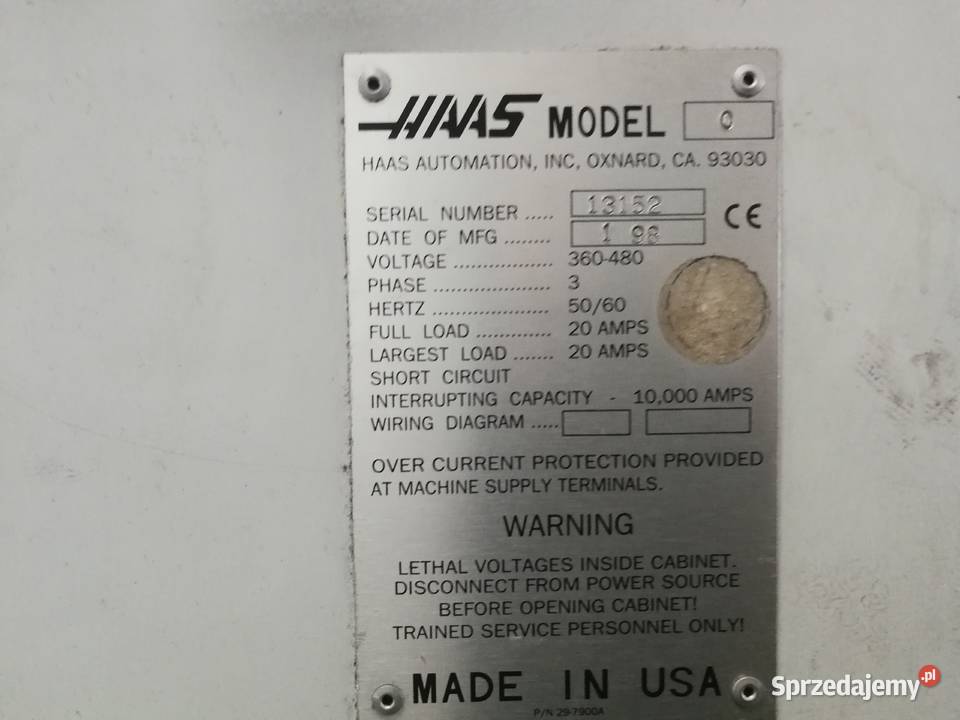 HAAS MODEL 0
HAAS AUTOMATION, INC, OXNARD, CA. 93030
SERIAL NUMBER ..... 13152
CE
DATE OF MFG ........ 1 98
VOLTAGE ................. 360-480
PHASE .................... 3
HERTZ .................... 50/60
FULL LOAD ............. 20 AMPS
LARGEST LOAD ....... 20 AMPS
SHORT CIRCUIT
INTERRUPTING CAPACITY - 10,000 AMPS
WIRING DIAGRAM .....
OVER CURRENT PROTECTION PROVIDED
AT MACHINE SUPPLY TERMINALS.
WARNING
LETHAL VOLTAGES INSIDE CABINET.
DISCONNECT FROM POWER SOURCE
BEFORE OPENING CABINET!
TRAINED SERVICE PERSONNEL ONLY!
MADE IN USA
P/N 29-7900A
Sprzedajemy.pl